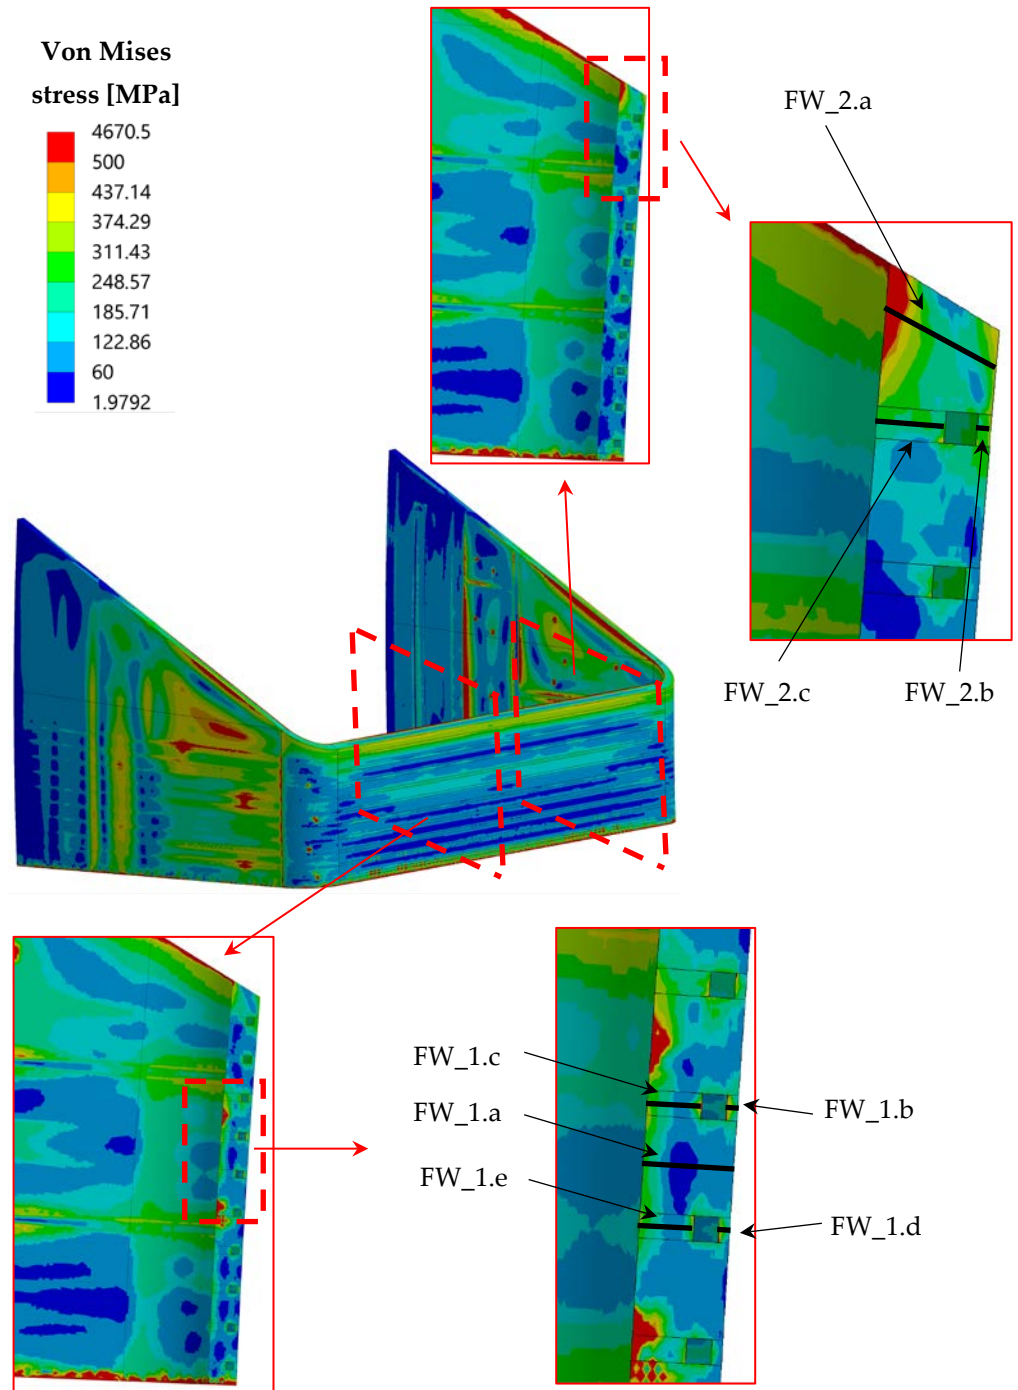 Von Mises
stress [MPa]
4670.5
500
437.14
374.29
311.43
248.57
185.71
122.86
60
1.9792
FW_2.a
FW_2.c
FW_2.b
FW_1.c
FW_1.a
FW_1.b
FW_1.e
FW_1.d